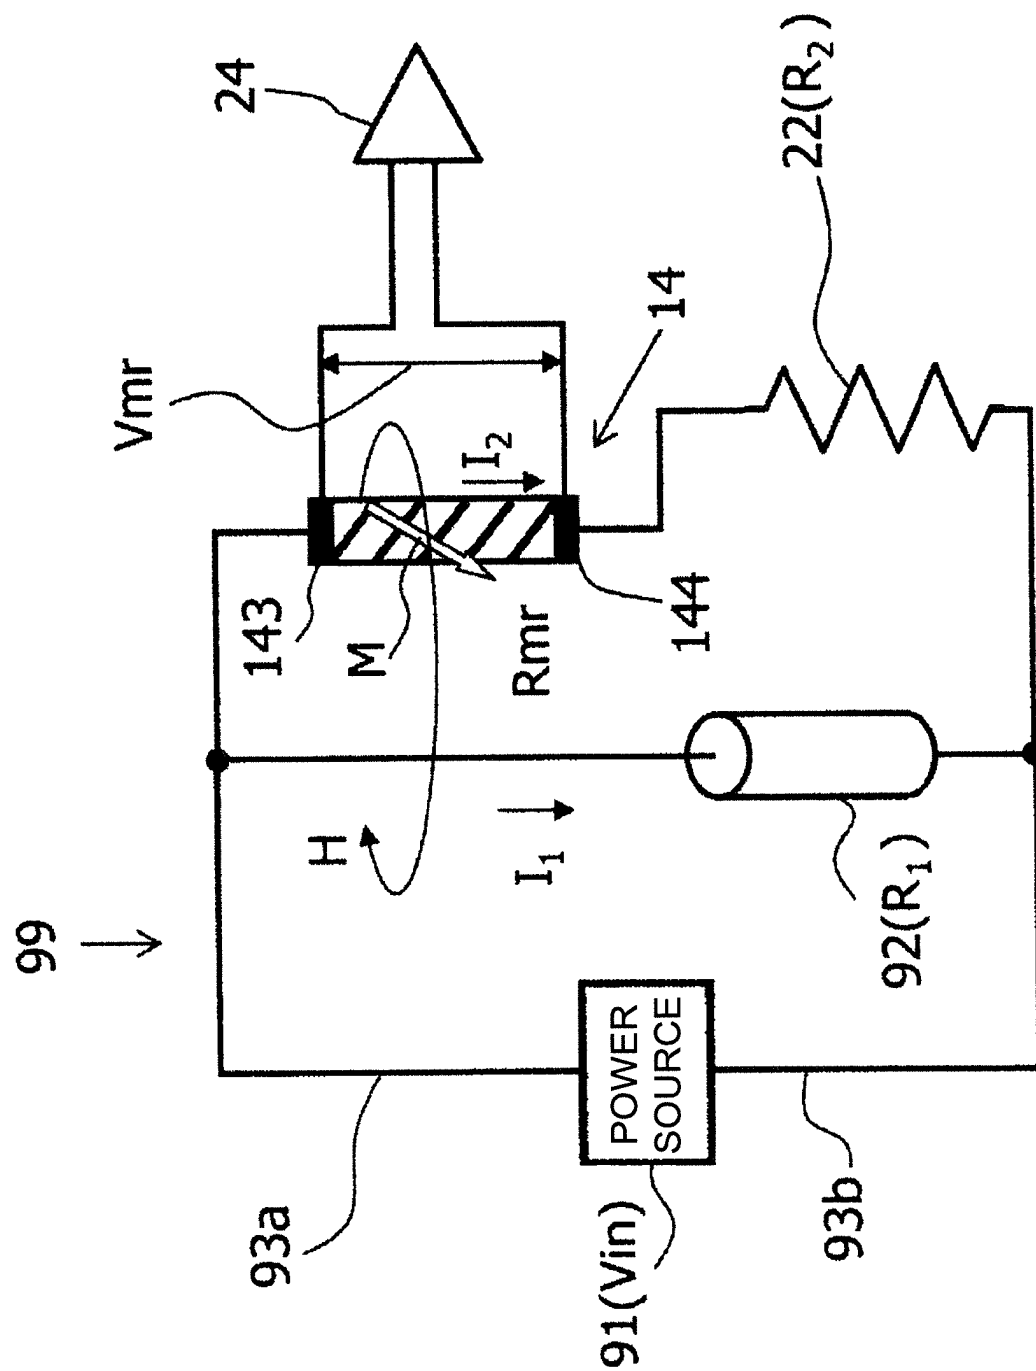 99
93a
91(Vin)
POWER
SOURCE
93b
H
I₁
92(R₁)
143
M
Rmr
144
Vmr
I₂
14
24
22(R₂)